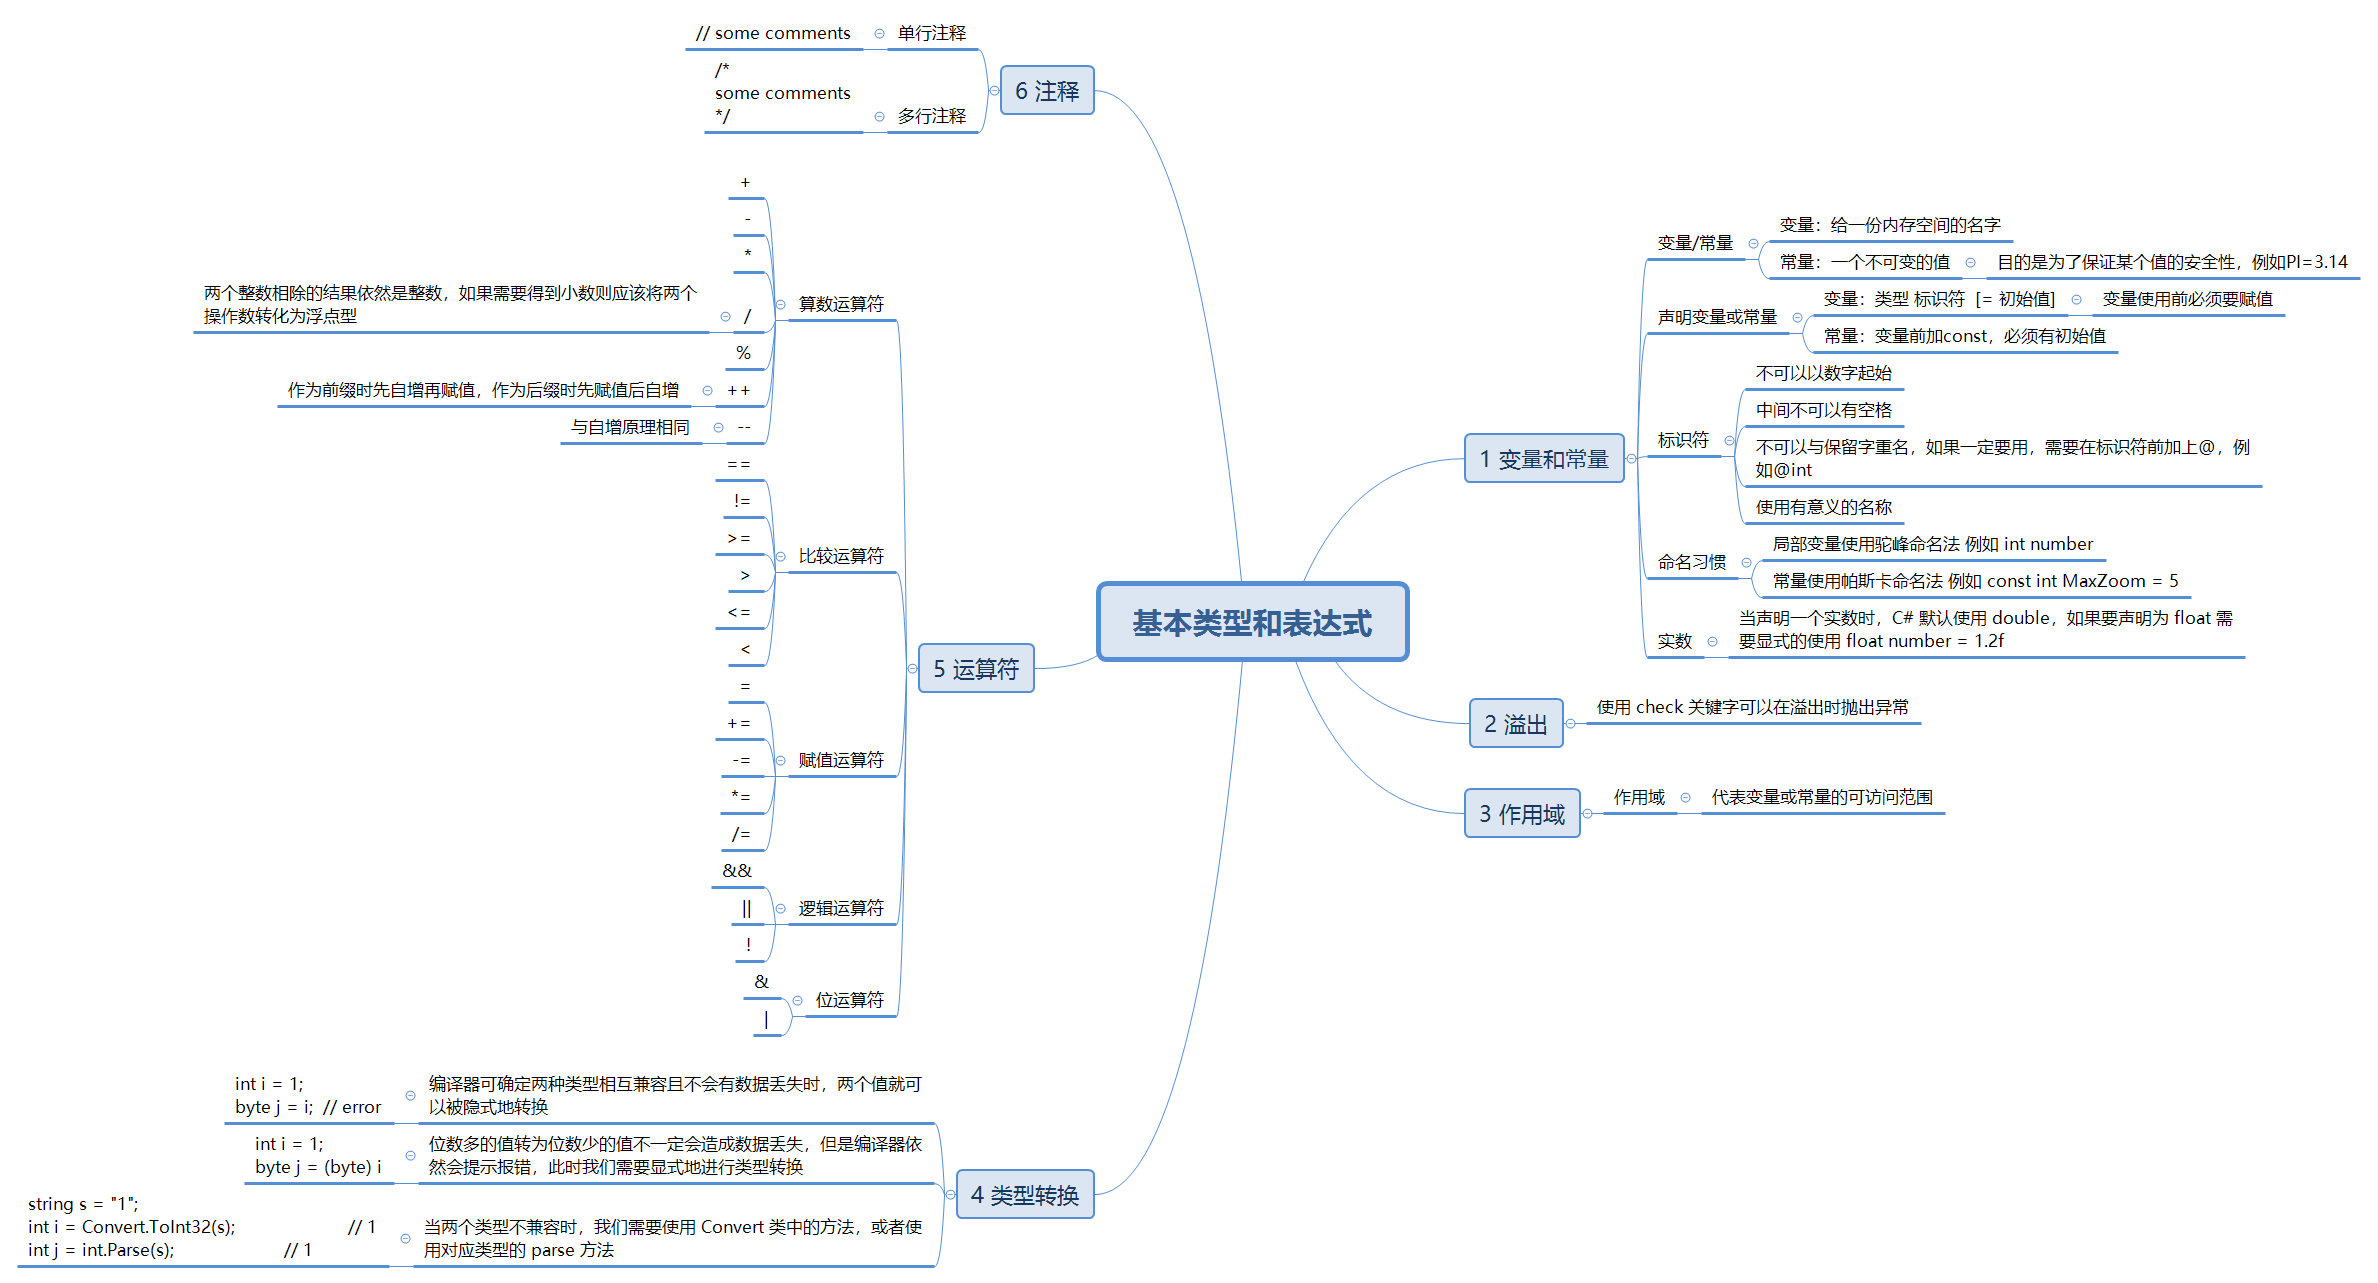 基本类型和表达式
1 变量和常量
变量/常量
变量：给一份内存空间的名字
常量：一个不可变的值
目的是为了保证某个值的安全性，例如PI=3.14
声明变量或常量
变量：类型 标识符 [= 初始值]
变量使用前必须要赋值
常量：变量前加const，必须有初始值
标识符
不可以以数字起始
中间不可以有空格
不可以与保留字重名，如果一定要用，需要在标识符前加上@，例
如@int
使用有意义的名称
命名习惯
局部变量使用驼峰命名法 例如 int number
常量使用帕斯卡命名法 例如 const int MaxZoom = 5
实数
当声明一个实数时，C# 默认使用 double，如果要声明为 float 需
要显式的使用 float number = 1.2f
2 溢出
使用 check 关键字可以在溢出时抛出异常
3 作用域
作用域
代表变量或常量的可访问范围
4 类型转换
编译器可确定两种类型相互兼容且不会有数据丢失时，两个值就可
以被隐式地转换
int i = 1;
byte j = i; // error
位数多的值转为位数少的值不一定会造成数据丢失，但是编译器依
然会提示报错，此时我们需要显式地进行类型转换
int i = 1;
byte j = (byte) i
当两个类型不兼容时，我们需要使用 Convert 类中的方法，或者使
用对应类型的 parse 方法
string s = "1";
int i = Convert.ToInt32(s); // 1
int j = int.Parse(s); // 1
5 运算符
算数运算符
+
-
*
/
两个整数相除的结果依然是整数，如果需要得到小数则应该将两个
操作数转化为浮点型
%
++
作为前缀时先自增再赋值，作为后缀时先赋值后自增
--
与自增原理相同
比较运算符
==
!=
>=
>
<=
<
赋值运算符
=
+=
-=
*=
/=
逻辑运算符
&&
||
!
位运算符
&
|
6 注释
单行注释
// some comments
多行注释
/*
some comments
*/